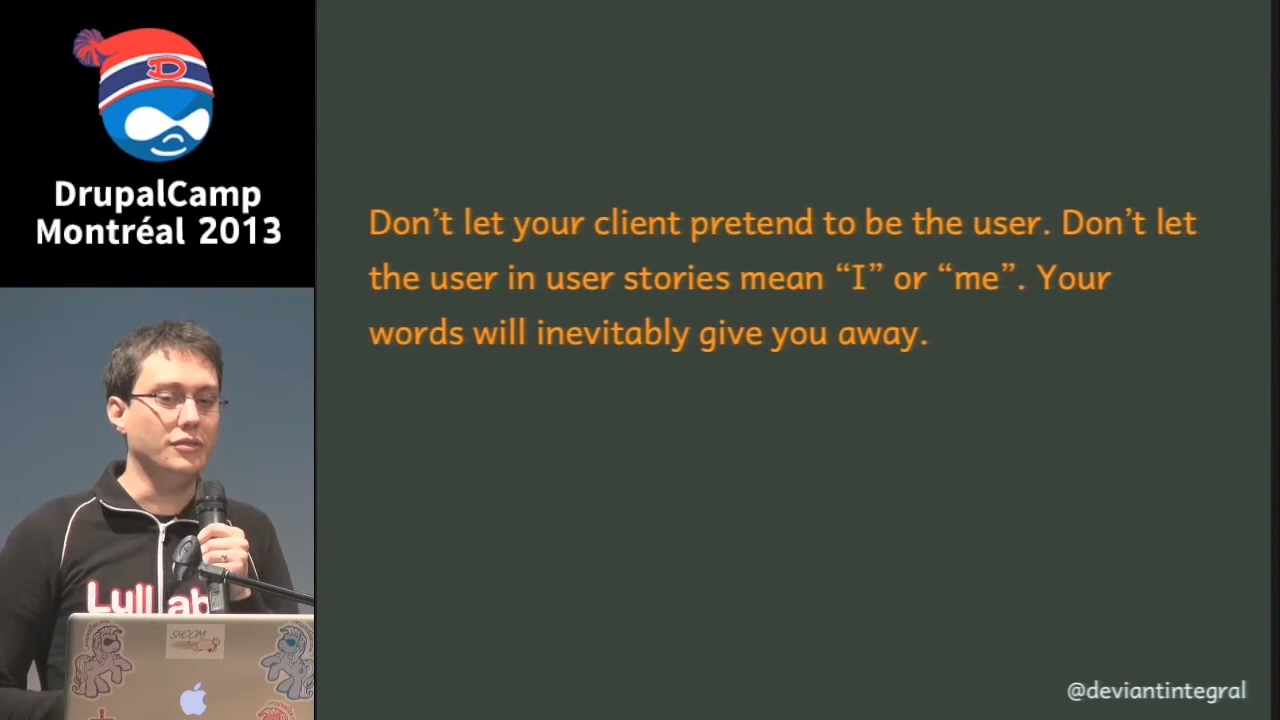 D
DrupalCamp
Montréal 2013
Don’t let your client pretend to be the user. Don’t let
the user in user stories mean “I” or “me”. Your
words will inevitably give you away.
SHOOM!
@deviantintegral